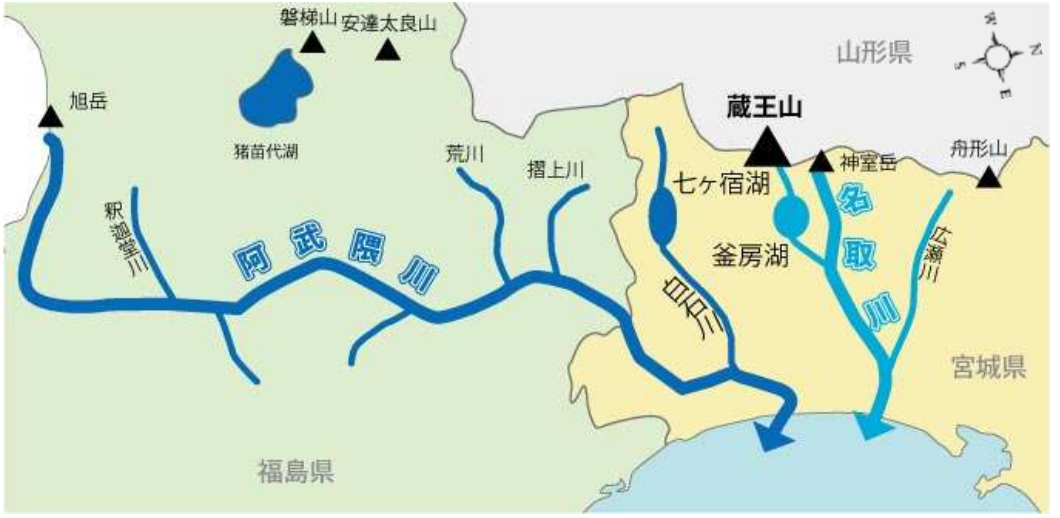 磐梯山
安達太良山
山形県
W
N
S
E
旭岳
蔵王山
猪苗代湖
荒川
摺上川
七ヶ宿湖
神室岳
舟形山
釈迦堂川
阿武隈川
釜房湖
名取川
広瀬川
白石川
宮城県
福島県